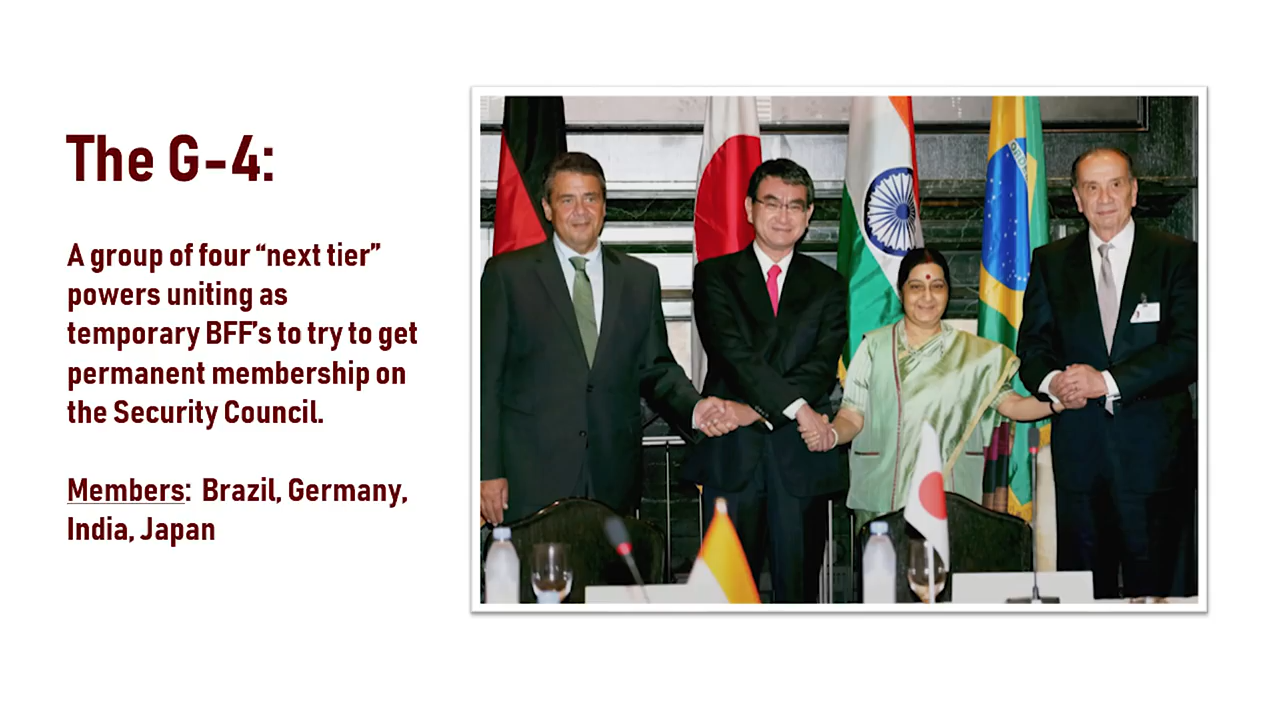 The G-4:
A group of four “next tier”
powers uniting as
temporary BFF’s to try to get
permanent membership on
the Security Council.
Members:  Brazil, Germany,
India, Japan